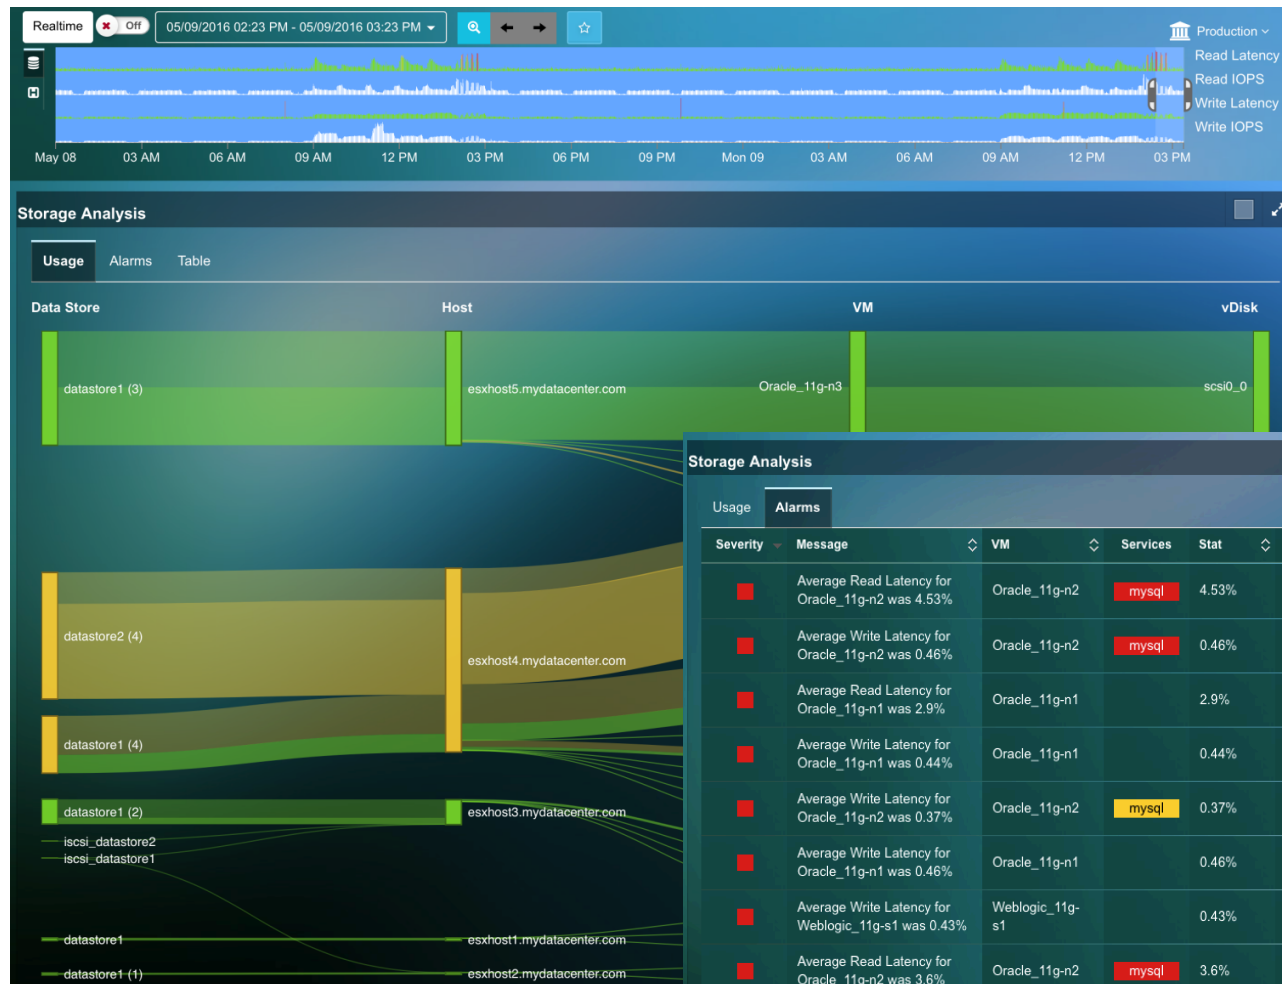 Realtime Off 05/09/2016 02:23 PM - 05/09/2016 03:23 PM
Production
Read Latency
Read IOPS
Write Latency
Write IOPS
May 08 03 AM 06 AM 09 AM 12 PM 03 PM 06 PM 09 PM Mon 09 03 AM 06 AM 09 AM 12 PM 03 PM
Storage Analysis
Usage Alarms Table
Data Store Host VM vDisk
datastore1 (3) esxhost5.mydatacenter.com Oracle_11g-n3 scsi0_0
datastore2 (4)
esxhost4.mydatacenter.com
datastore1 (4)
datastore1 (2) esxhost3.mydatacenter.com
iscsi_datastore2
iscsi_datastore1
datastore1 esxhost1.mydatacenter.com
datastore1 (1) esxhost2.mydatacenter.com
Storage Analysis
Usage Alarms
Severity Message VM Services Stat
Average Read Latency for
Oracle_11g-n2 was 4.53% Oracle_11g-n2 mysql 4.53%
Average Write Latency for
Oracle_11g-n2 was 0.46% Oracle_11g-n2 mysql 0.46%
Average Read Latency for
Oracle_11g-n1 was 2.9% Oracle_11g-n1 2.9%
Average Write Latency for
Oracle_11g-n1 was 0.44% Oracle_11g-n1 0.44%
Average Write Latency for
Oracle_11g-n2 was 0.37% Oracle_11g-n2 mysql 0.37%
Average Write Latency for
Oracle_11g-n1 was 0.46% Oracle_11g-n1 0.46%
Average Write Latency for Weblogic_11g-
Weblogic_11g-s1 was 0.43% s1 0.43%
Average Read Latency for
Oracle_11g-n2 was 3.6% Oracle_11g-n2 mysql 3.6%